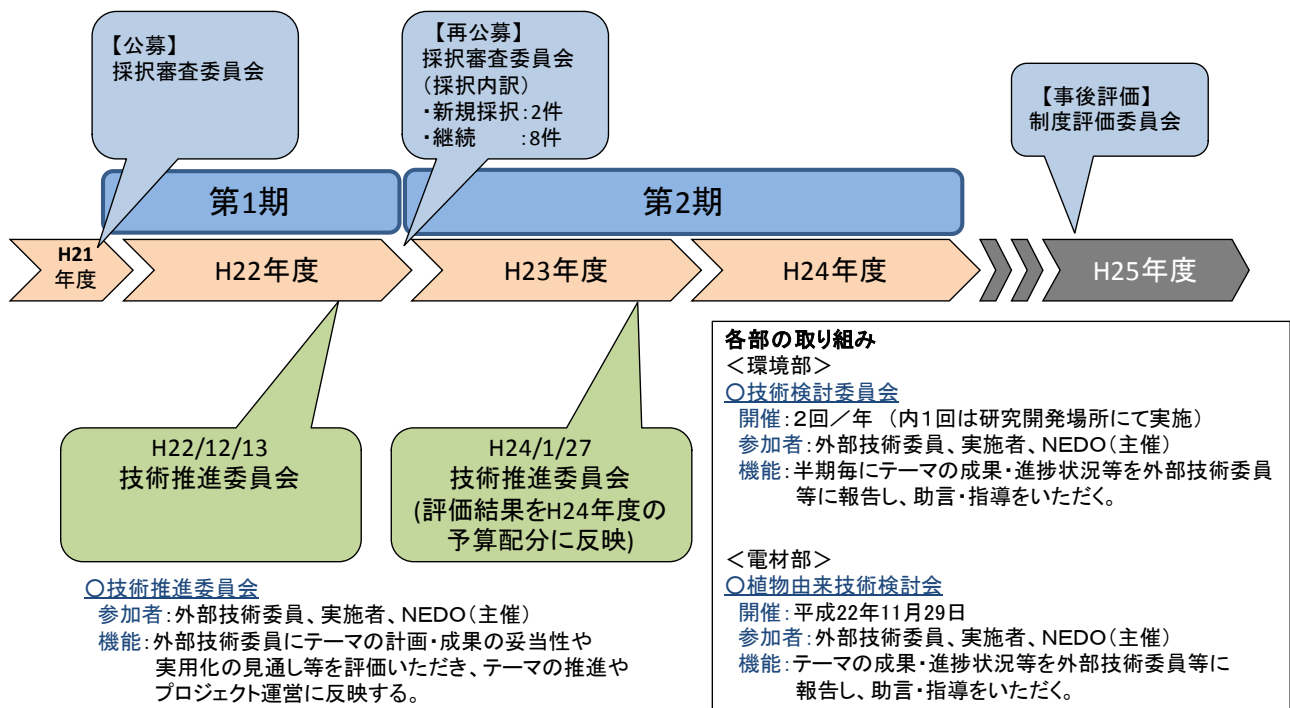 【公募】
採択審査委員会
【再公募】
採択審査委員会
(採択内訳)
・新規採択:2件
・継続　　:8件
【事後評価】
制度評価委員会
第1期
第2期
H21
年度
H22年度
H23年度
H24年度
H25年度
H22/12/13
技術推進委員会
H24/1/27
技術推進委員会
(評価結果をH24年度の
予算配分に反映)
〇技術推進委員会
参加者:外部技術委員、実施者、NEDO(主催)
機能:外部技術委員にテーマの計画・成果の妥当性や
実用化の見通し等を評価いただき、テーマの推進や
プロジェクト運営に反映する。
各部の取り組み
<環境部>
〇技術検討委員会
開催:2回/年 (内1回は研究開発場所にて実施)
参加者:外部技術委員、実施者、NEDO(主催)
機能:半期毎にテーマの成果・進捗状況等を外部技術委員
等に報告し、助言・指導をいただく。
<電材部>
〇植物由来技術検討会
開催:平成22年11月29日
参加者:外部技術委員、実施者、NEDO(主催)
機能:テーマの成果・進捗状況等を外部技術委員等に
報告し、助言・指導をいただく。